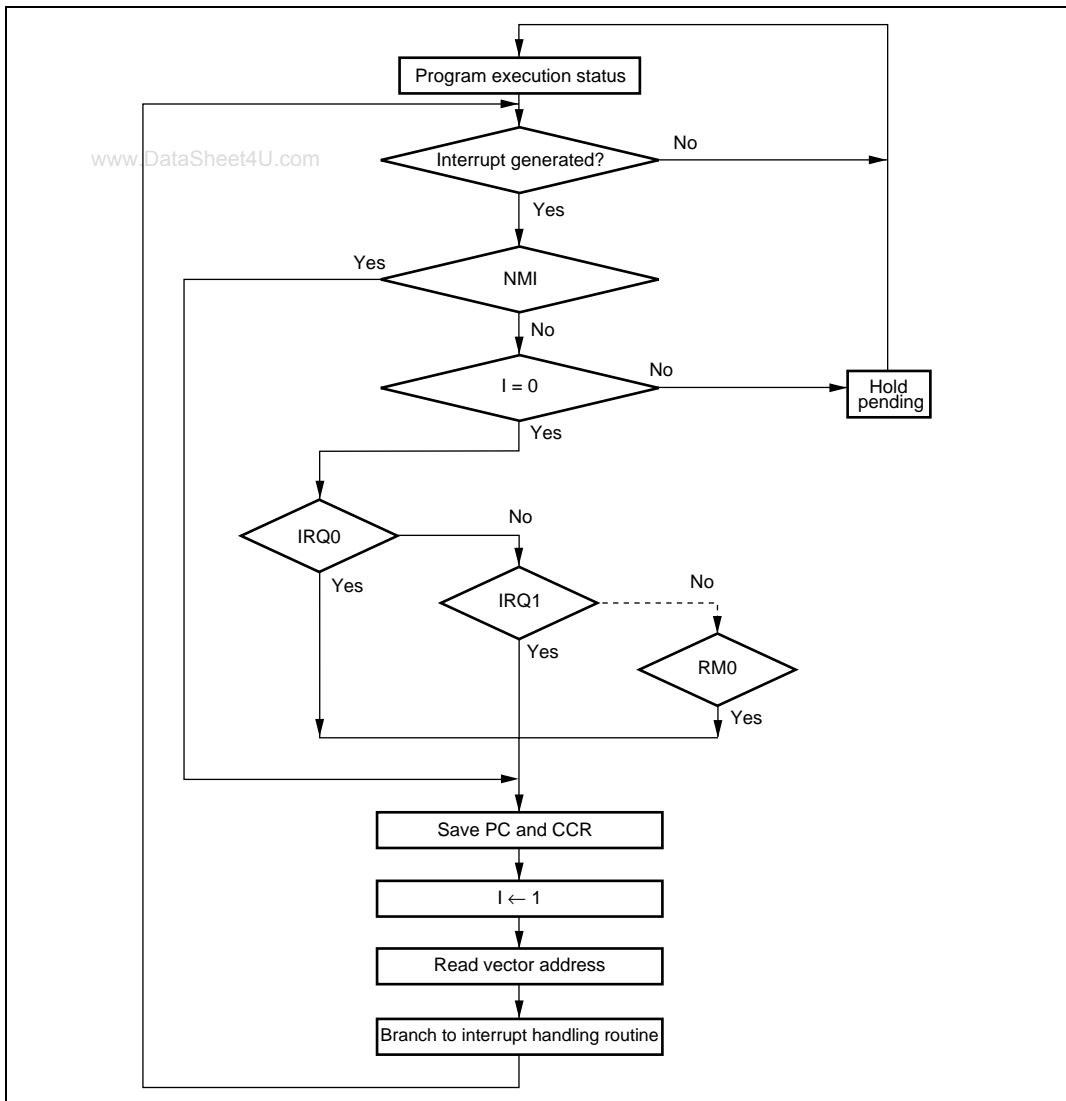 Program execution status
www.DataSheet4U.com
Interrupt generated?
No
Yes
Yes
NMI
No
I = 0
No
Hold
pending
Yes
IRQ0
No
Yes
IRQ1
No
Yes
RM0
Yes
Save PC and CCR
I ← 1
Read vector address
Branch to interrupt handling routine